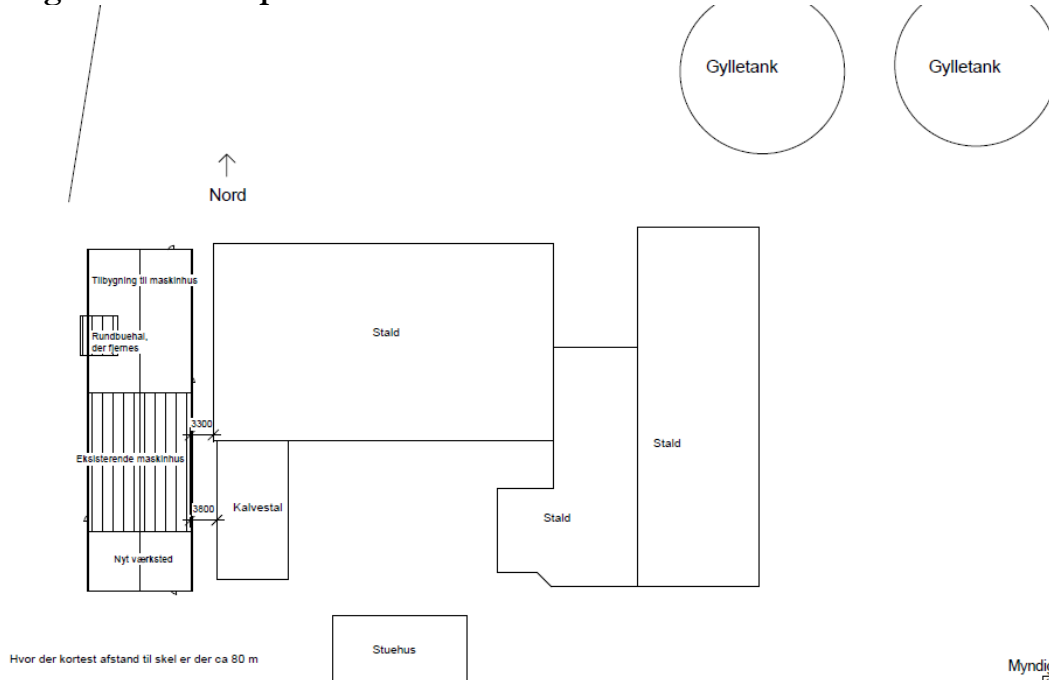 Gylletank
Gylletank
Nord
Tilbygning til maskinhus
Stald
Rundbuehal,
der fjernes
3300
Stald
Eksisterende maskinhus
3800
Kalvestal
Stald
Nyt værksted
Stuehus
Hvor der kortest afstand til skel er der ca 80 m